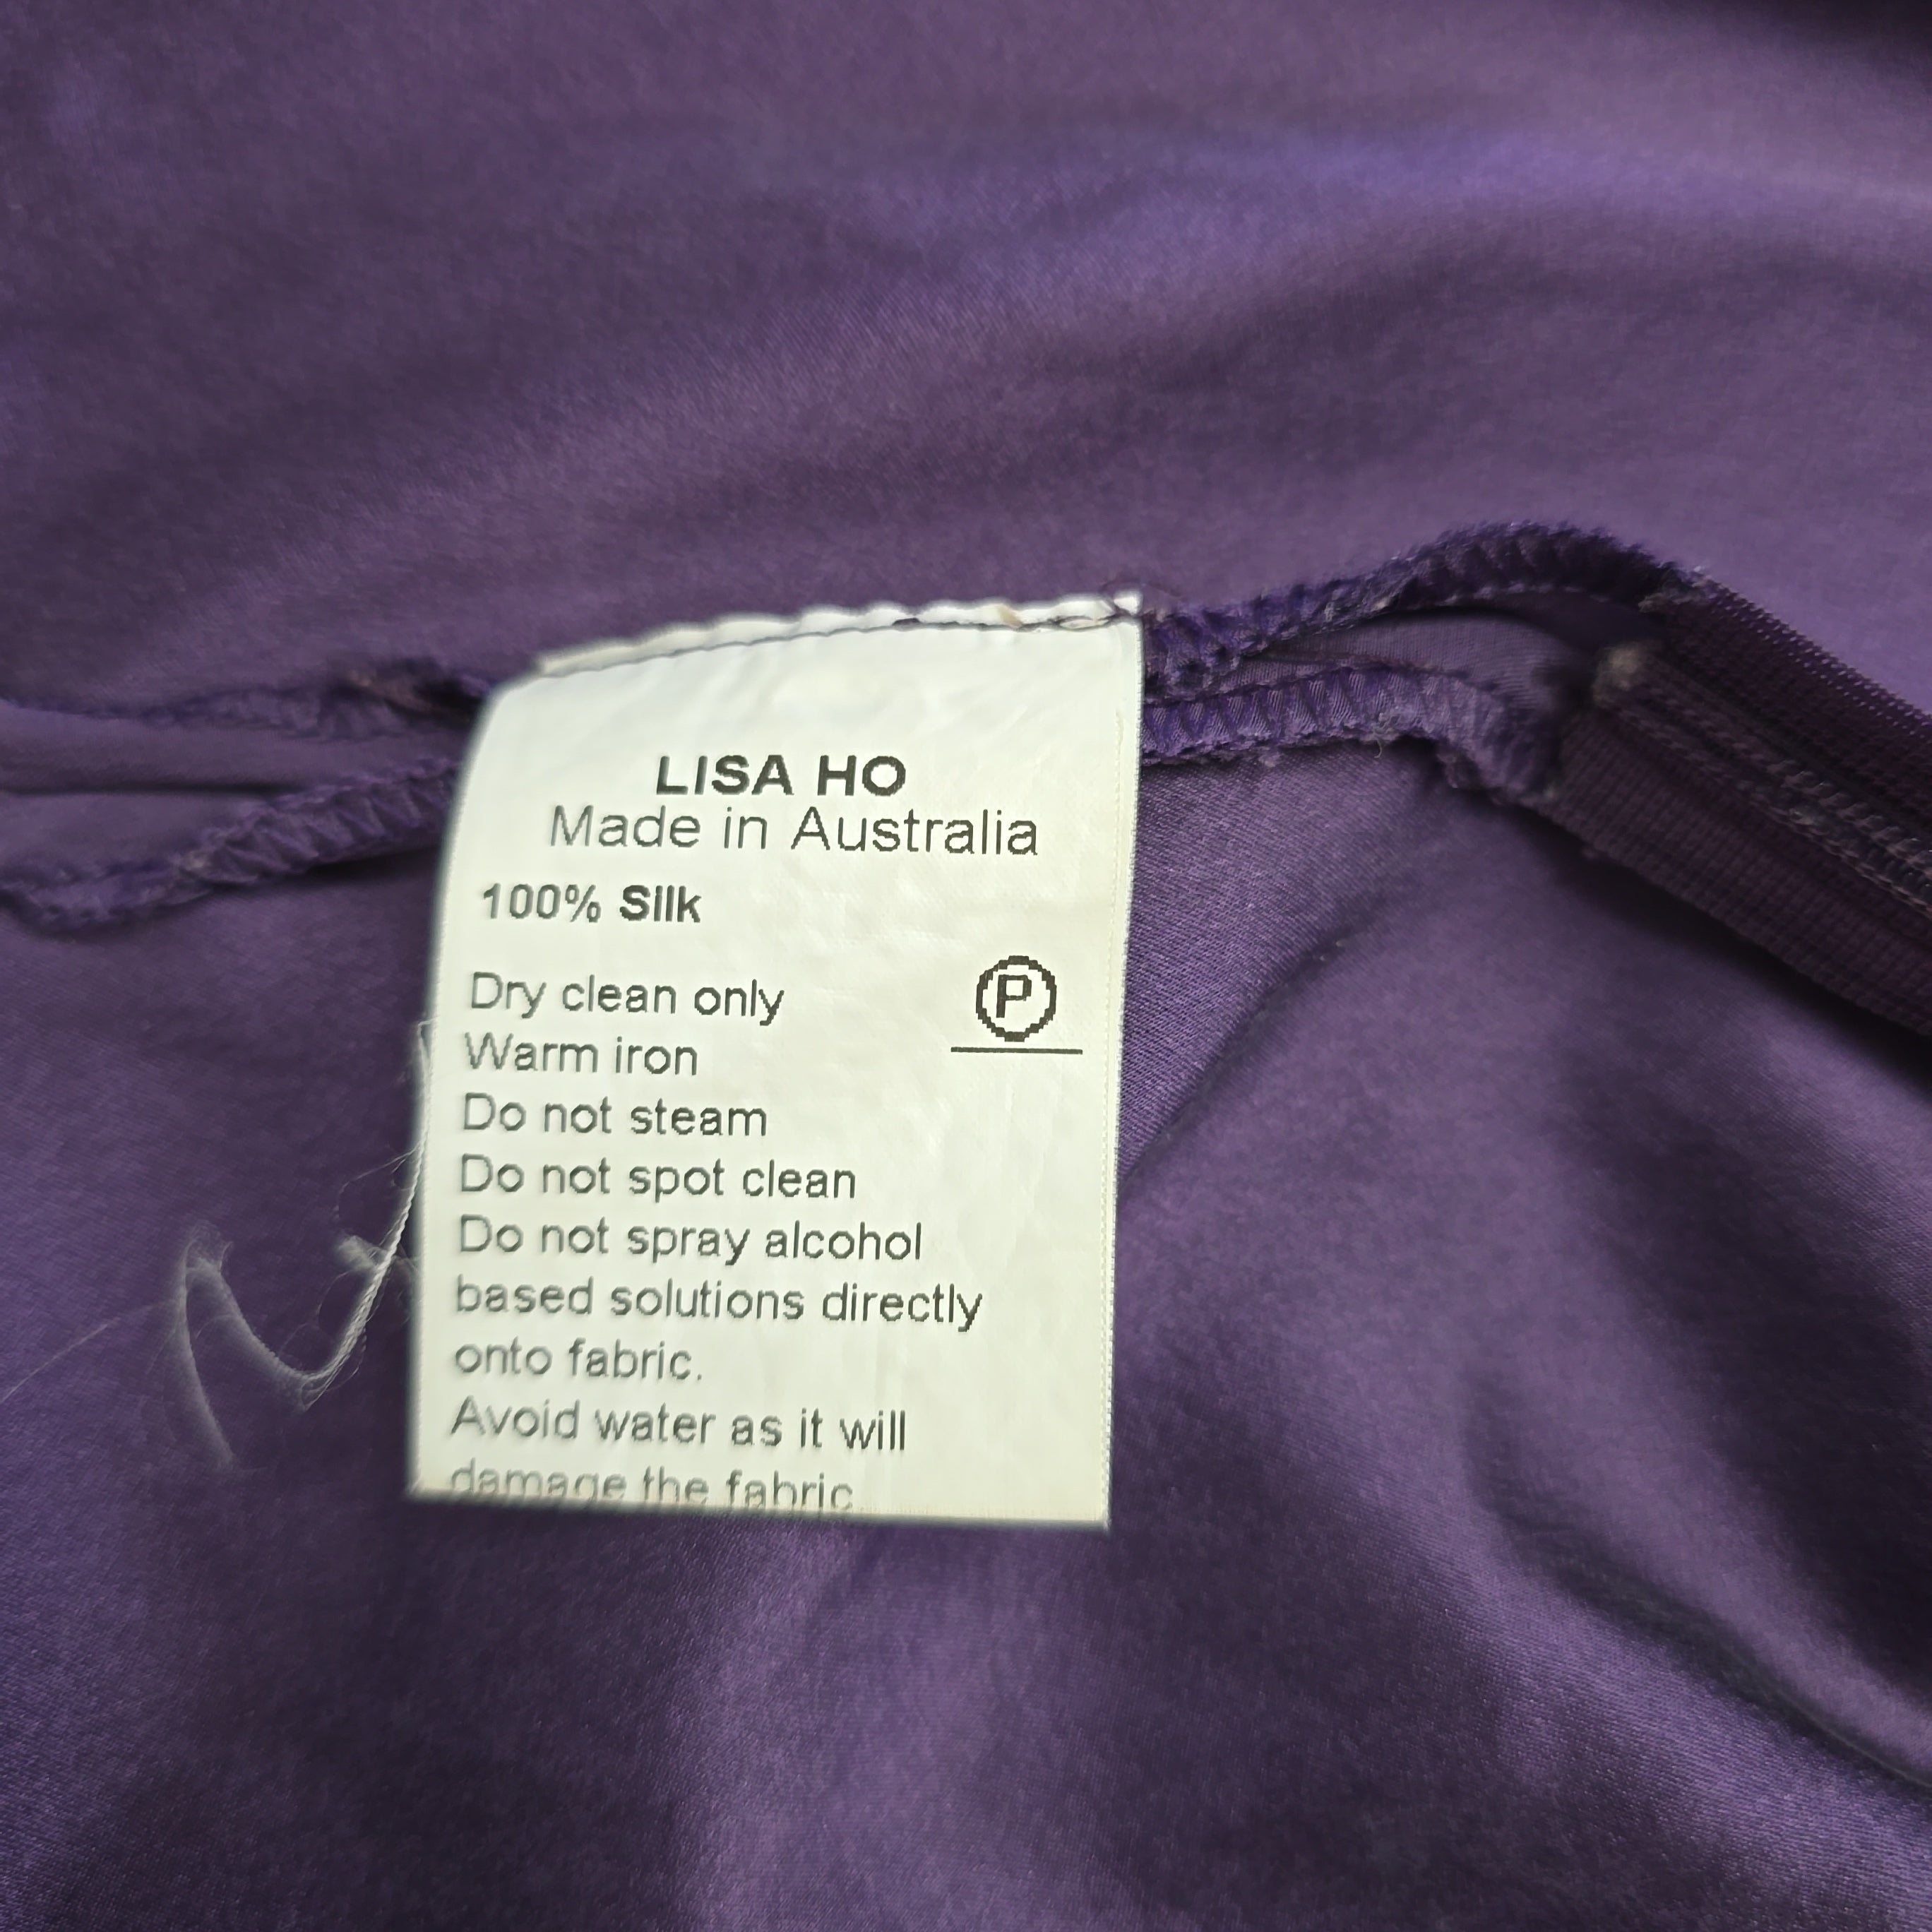 LISA HO
Made in Australia
100% Silk
Dry clean only
P
Warm iron
Do not steam
Do not spot clean
Do not spray alcohol
based solutions directly
onto fabric.
Avoid water as it will
damage the fabric